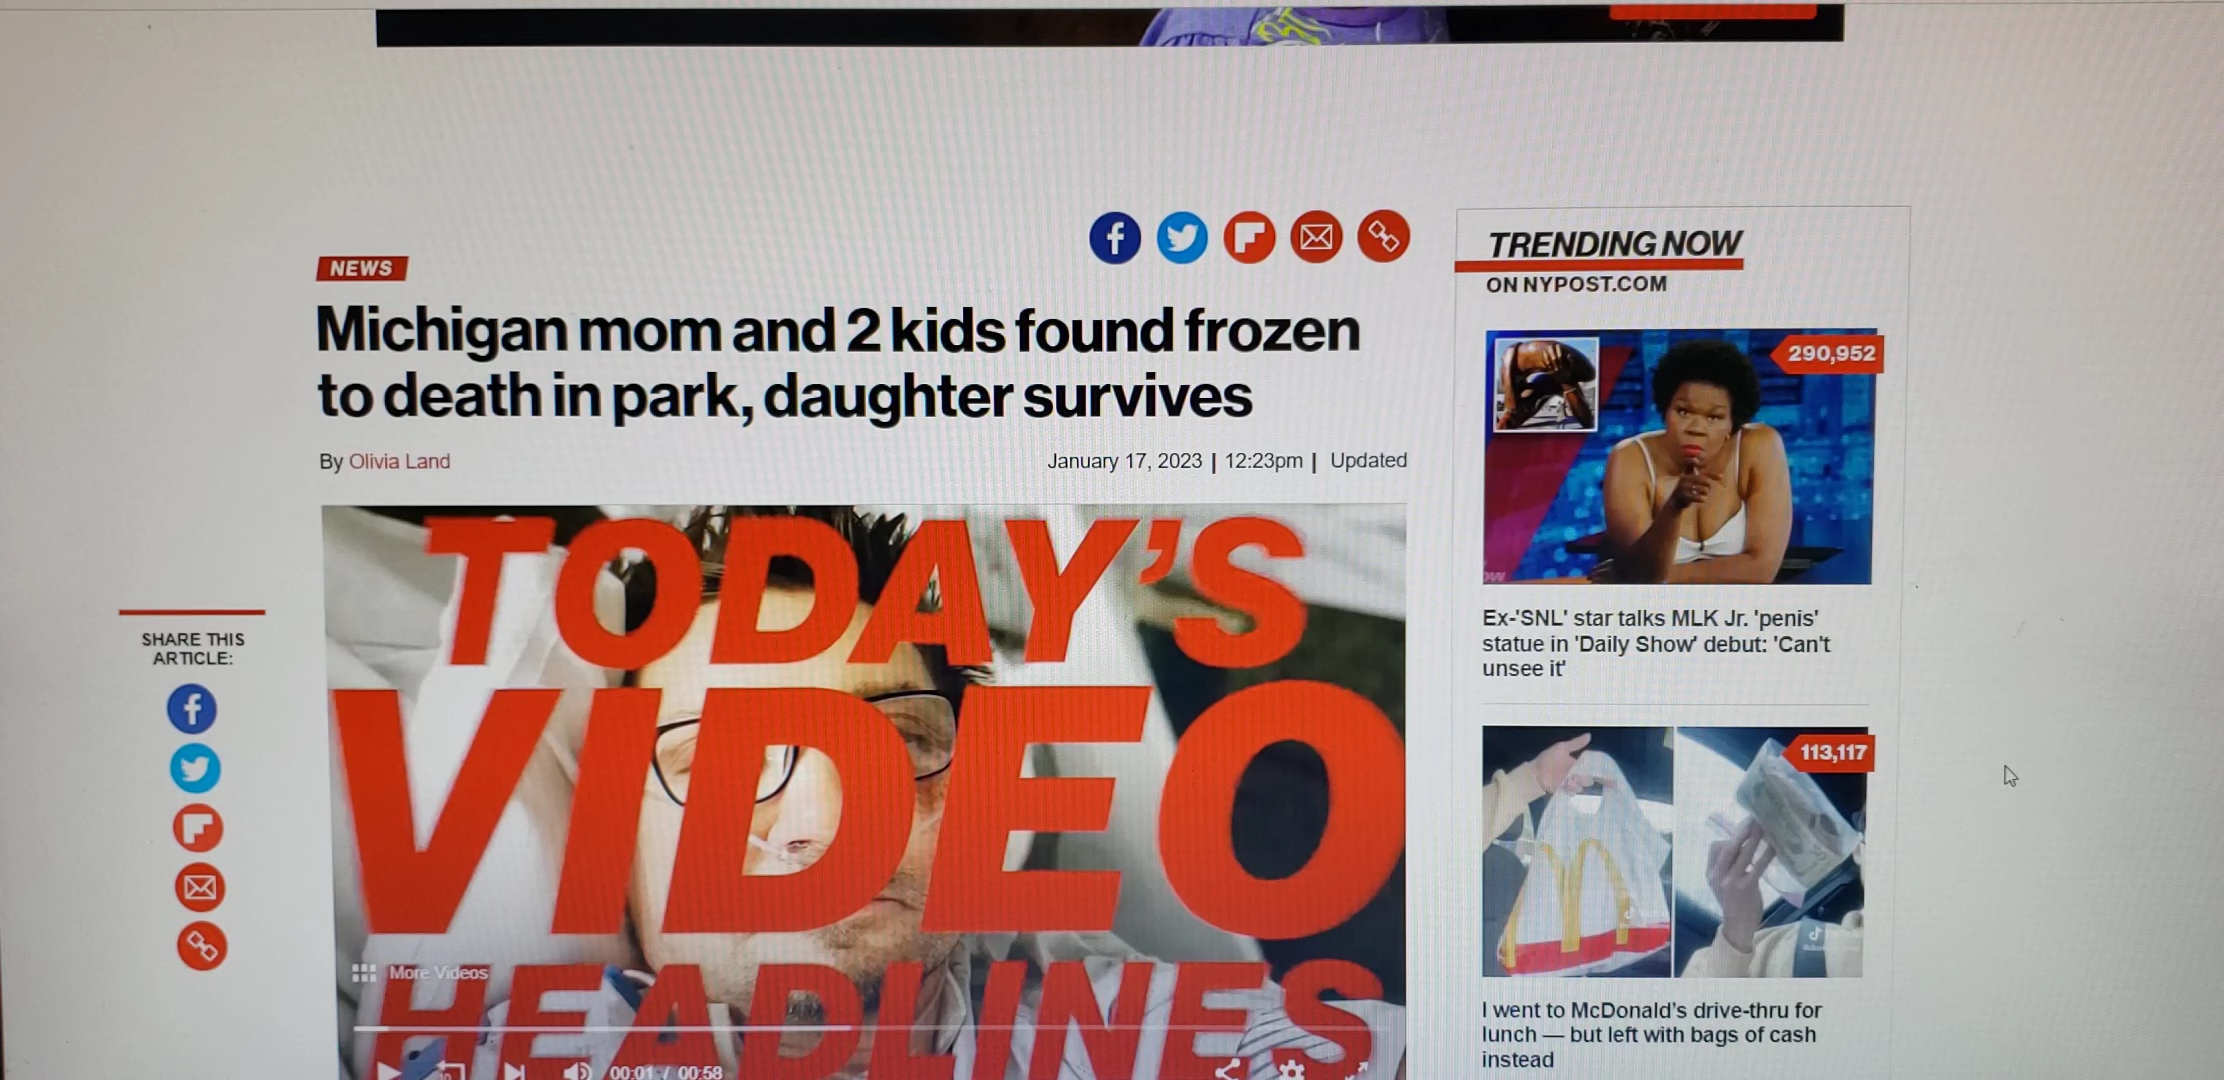 NEWS
Michigan mom and 2 kids found frozen
to death in park, daughter survives
By Olivia Land
January 17, 2023 | 12:23pm | Updated
SHARE THIS
ARTICLE:
TODAY'S
VIDEO
HEADLINES
More Videos
10
00:01 / 00:58
TRENDING NOW
ON NYPOST.COM
290,952
Ex-'SNL' star talks MLK Jr. 'penis'
statue in 'Daily Show' debut: 'Can't
unsee it'
113,117
I went to McDonald's drive-thru for
lunch — but left with bags of cash
instead